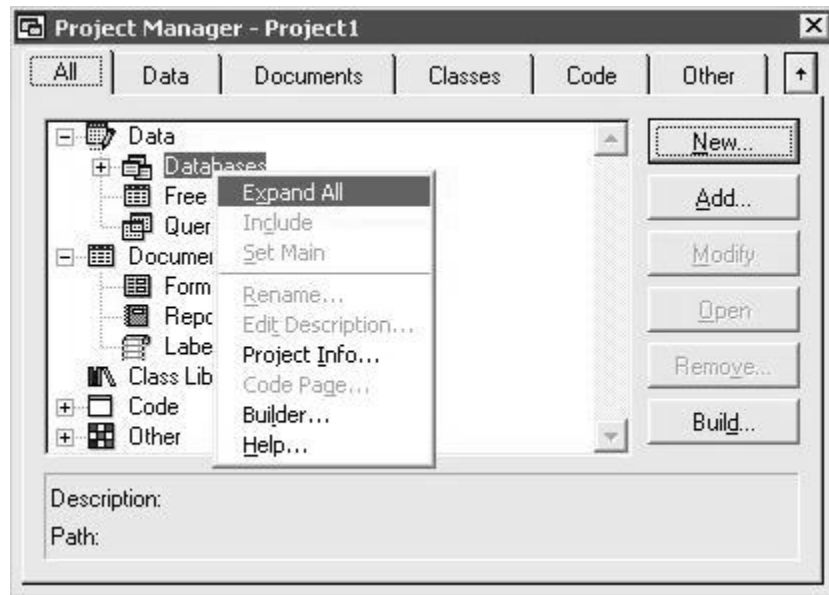 Project Manager - Project1
All Data Documents Classes Code Other
Data
Databases
Free
Quer
Documen
Form
Repo
Labe
Class Lib
Code
Other
Expand All
Include
Set Main
Rename...
Edit Description...
Project Info...
Code Page...
Builder...
Help...
New...
Add...
Modify
Open
Remove...
Build...
Description:
Path: